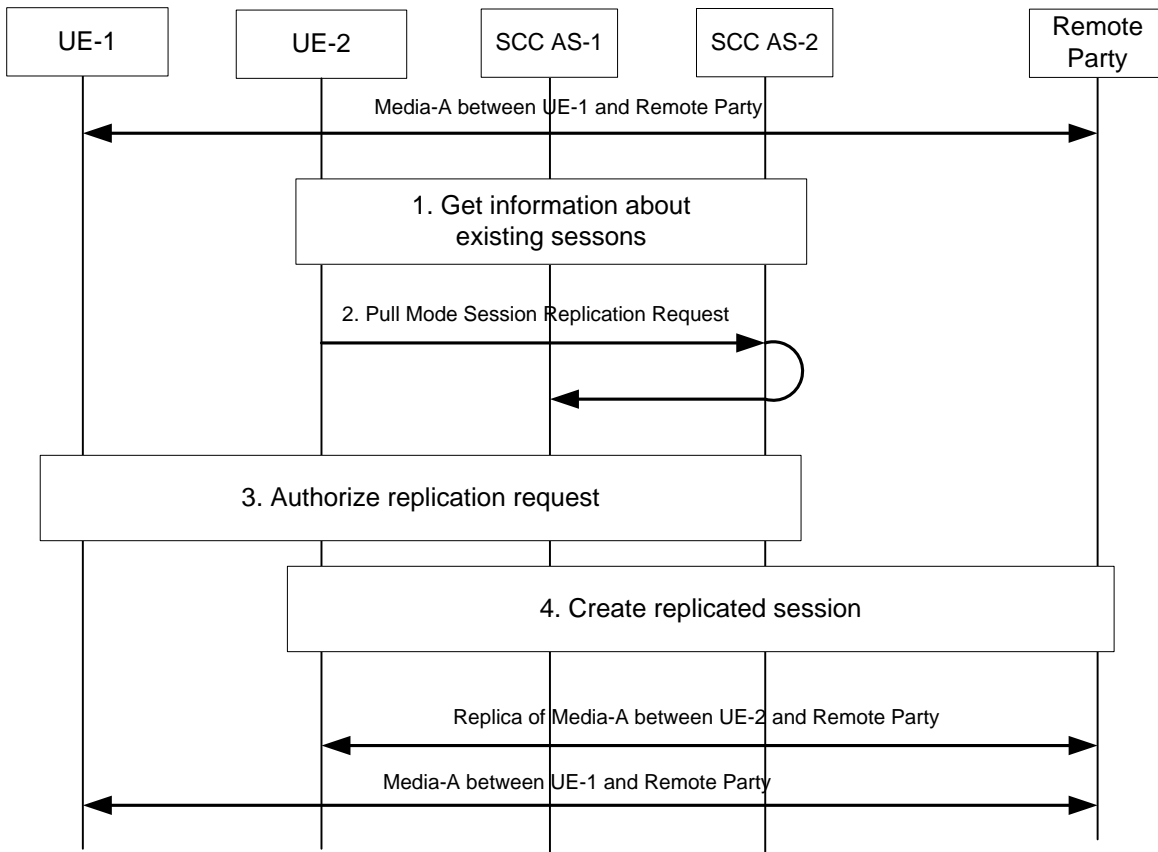 UE-1
UE-2
SCC AS-1
SCC AS-2
Remote
Party
Media-A between UE-1 and Remote Party
1. Get information about
existing sessons
2. Pull Mode Session Replication Request
3. Authorize replication request
4. Create replicated session
Replica of Media-A between UE-2 and Remote Party
Media-A between UE-1 and Remote Party